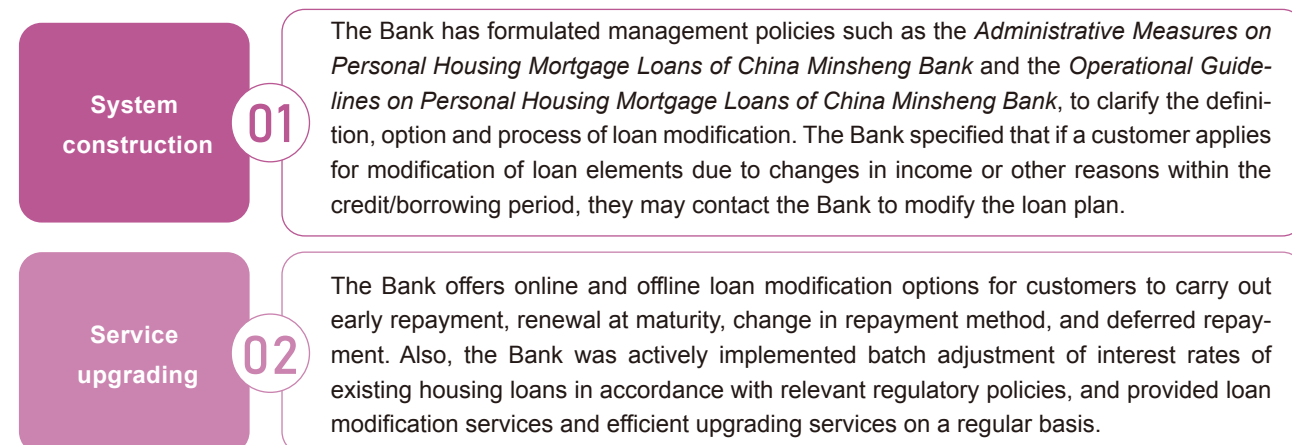 System
construction
01
The Bank has formulated management policies such as the Administrative Measures on
Personal Housing Mortgage Loans of China Minsheng Bank and the Operational Guide-
lines on Personal Housing Mortgage Loans of China Minsheng Bank, to clarify the defini-
tion, option and process of loan modification. The Bank specified that if a customer applies
for modification of loan elements due to changes in income or other reasons within the
credit/borrowing period, they may contact the Bank to modify the loan plan.
Service
upgrading
02
The Bank offers online and offline loan modification options for customers to carry out
early repayment, renewal at maturity, change in repayment method, and deferred repay-
ment. Also, the Bank was actively implemented batch adjustment of interest rates of
existing housing loans in accordance with relevant regulatory policies, and provided loan
modification services and efficient upgrading services on a regular basis.